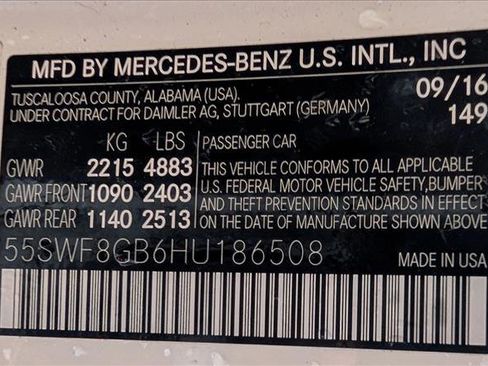 MFD BY MERCEDES-BENZ U.S. INTL., INC
TUSCALOOSA COUNTY, ALABAMA (USA). 09/16
UNDER CONTRACT FOR DAIMLER AG, STUTTGART (GERMANY) 149
KG LBS PASSENGER CAR
GVWR 2215 4883 THIS VEHICLE CONFORMS TO ALL APPLICABLE
GAWR FRONT 1090 2403 U.S. FEDERAL MOTOR VEHICLE SAFETY, BUMPER
GAWR REAR 1140 2513 AND THEFT PREVENTION STANDARDS IN EFFECT
ON THE DATE OF MANUFACTURE SHOWN ABOVE.
55SWF8GB6HU186508 MADE IN USA